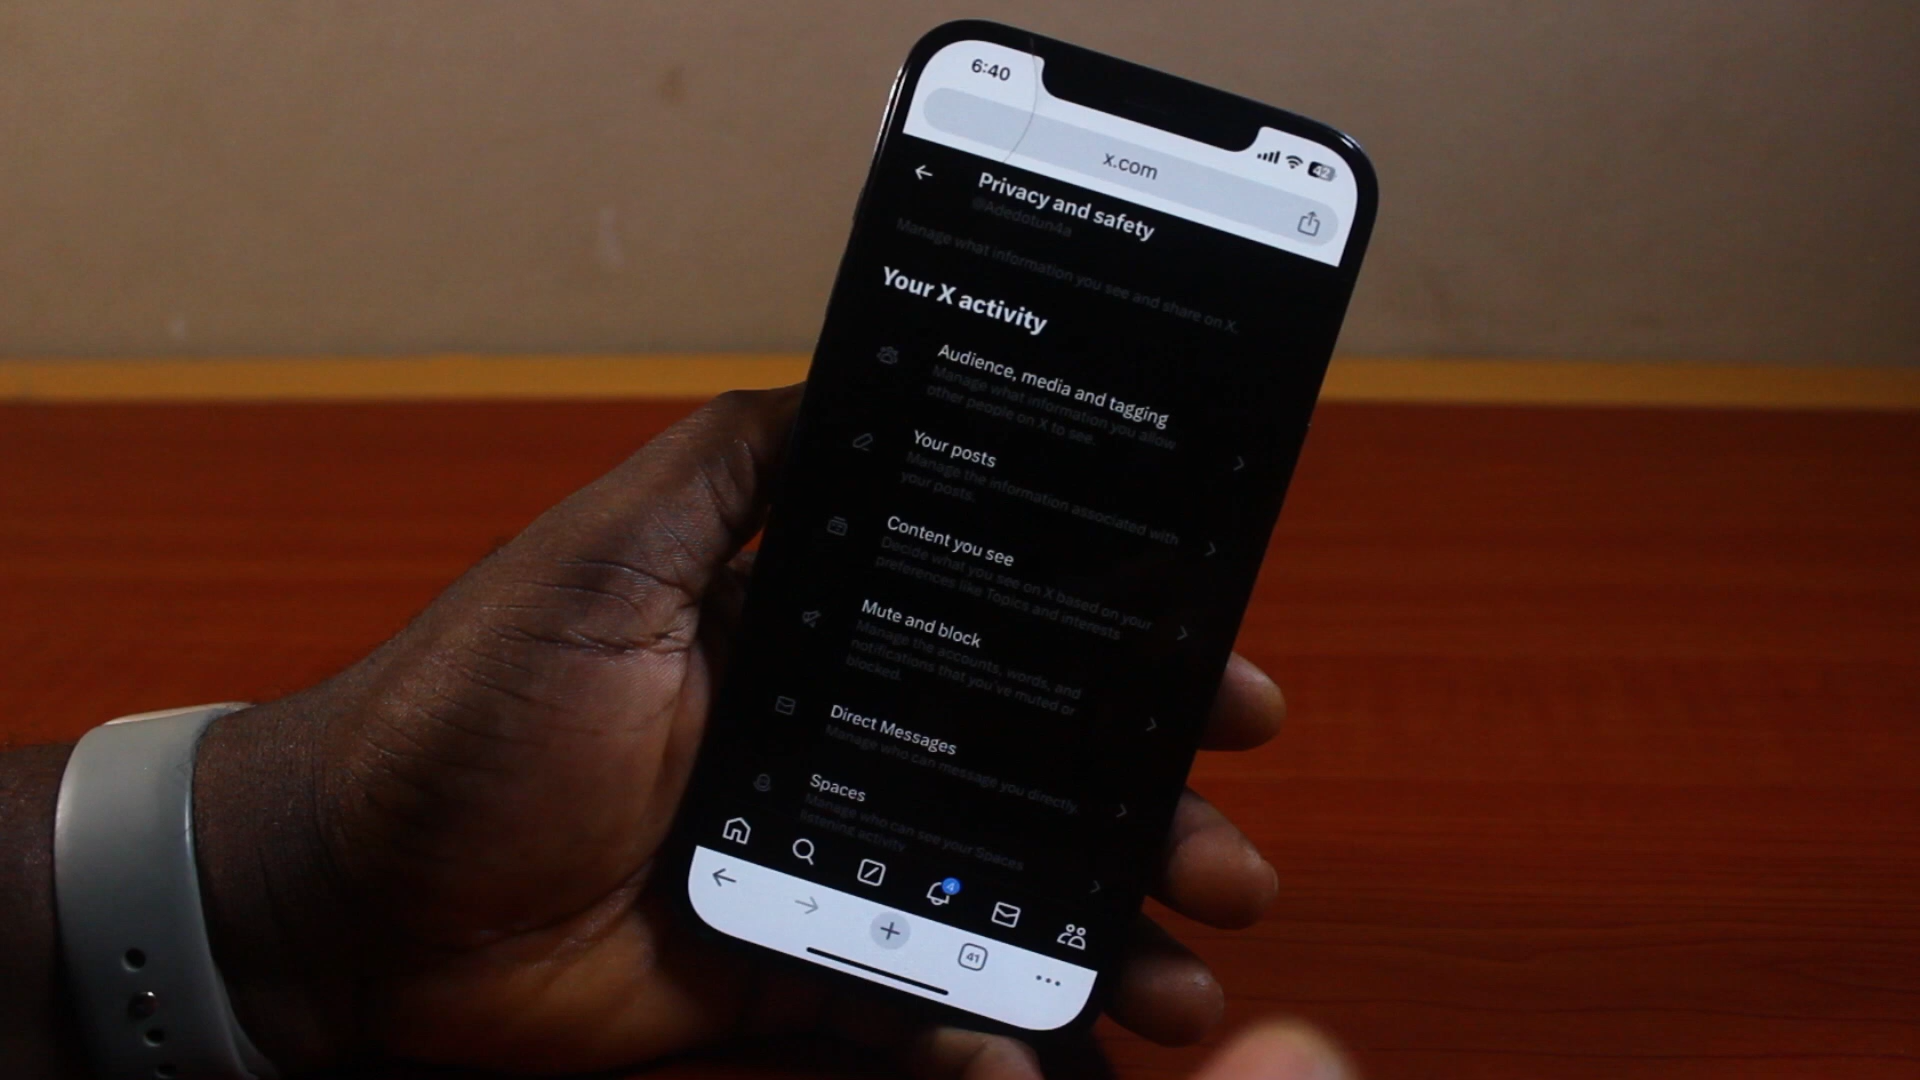 6:40
42
x.com
Privacy and safety
@Adedotun4a
Manage what information you see and share on X.
Your X activity
Audience, media and tagging
Manage what information you allow
other people on X to see.
Your posts
Manage the information associated with
your posts.
Content you see
Decide what you see on X based on your
preferences like Topics and interests
Mute and block
Manage the accounts, words, and
notifications that you've muted or
blocked.
Direct Messages
Manage who can message you directly.
Spaces
Manage who can see your Spaces
listening activity
4
41